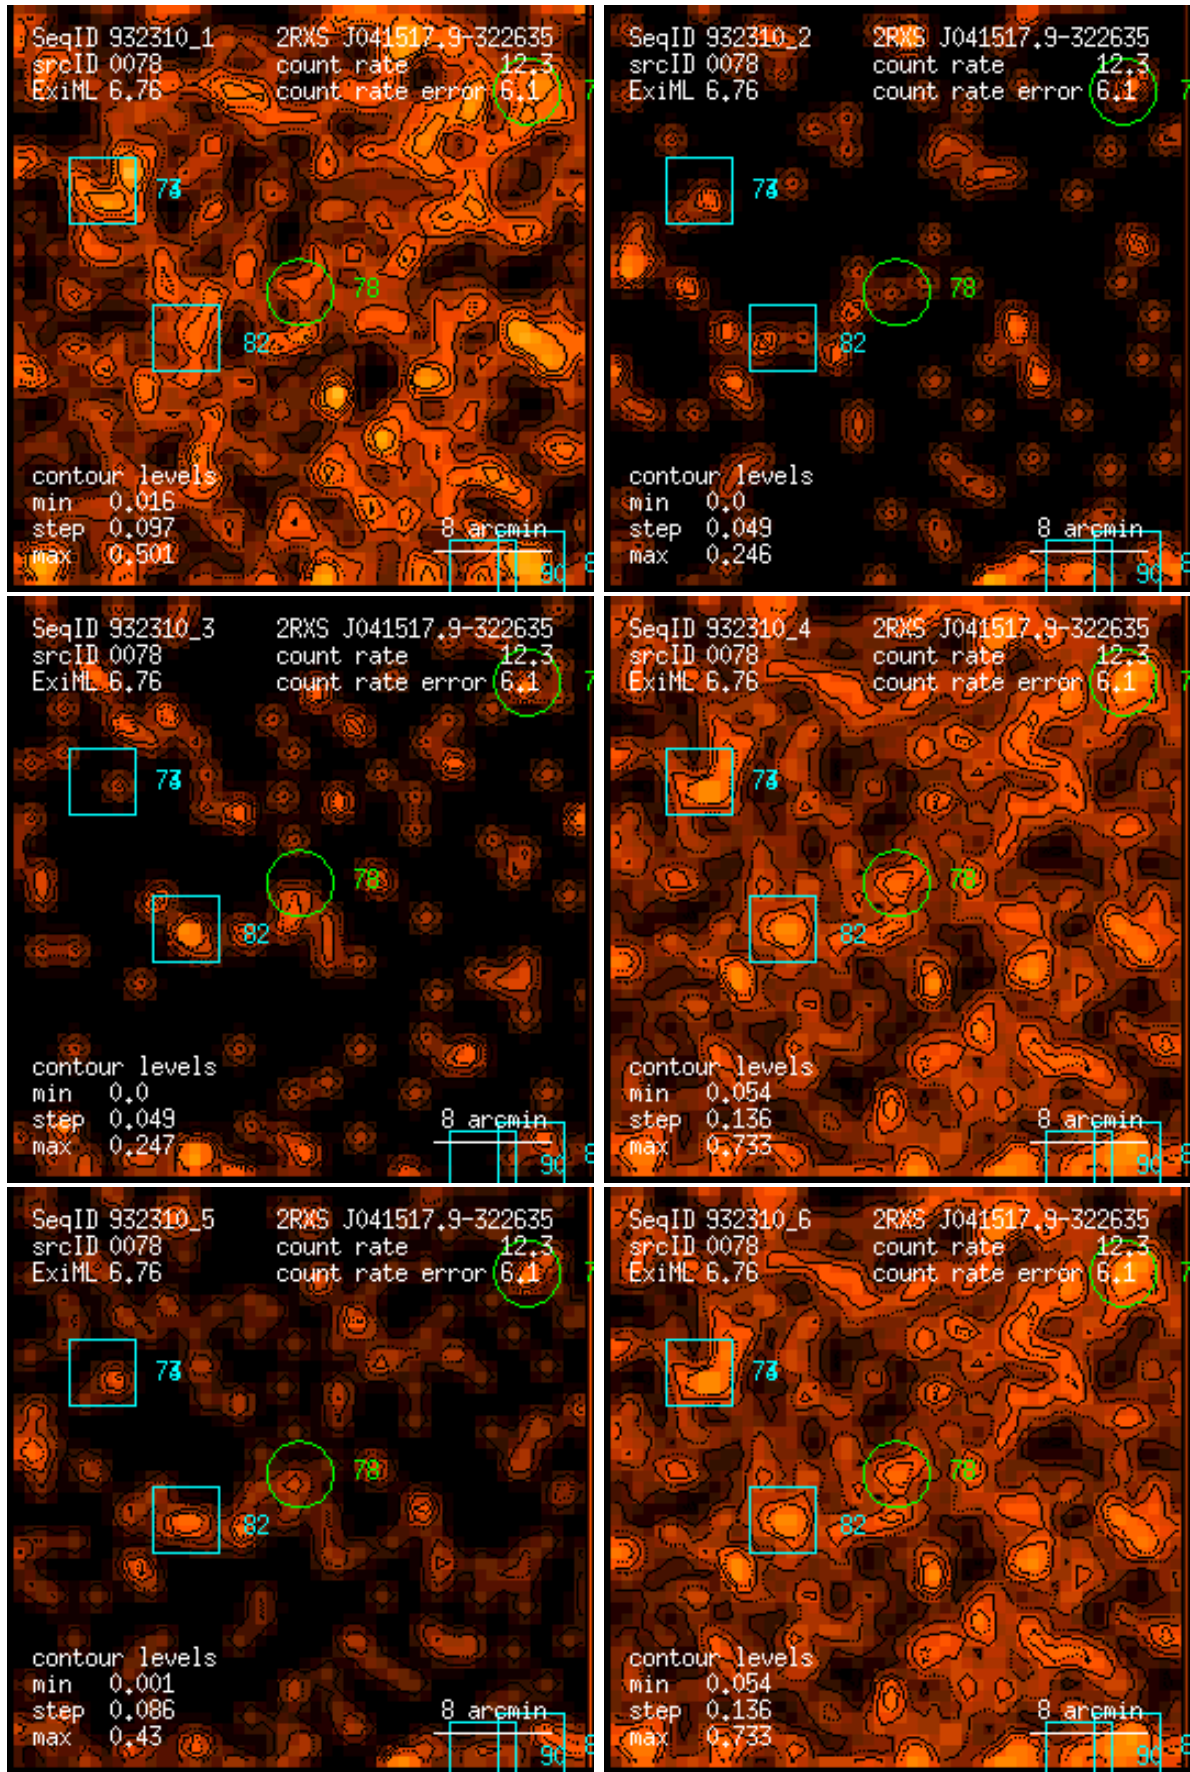 SeqID 932310_1 2RXS J041517.9-322635
srcID 0078 count rate 12.3
ExiML 6.76 count rate error 6.1
78
82
contour levels
min 0.016
step 0.097
max 0.501
8 arcmin
90
SeqID 932310_2 2RXS J041517.9-322635
srcID 0078 count rate 12.3
ExiML 6.76 count rate error 6.1
78
82
contour levels
min 0.0
step 0.049
max 0.246
8 arcmin
90
SeqID 932310_3 2RXS J041517.9-322635
srcID 0078 count rate 12.3
ExiML 6.76 count rate error 6.1
78
82
contour levels
min 0.0
step 0.049
max 0.247
8 arcmin
90
SeqID 932310_4 2RXS J041517.9-322635
srcID 0078 count rate 12.3
ExiML 6.76 count rate error 6.1
78
82
contour levels
min 0.054
step 0.136
max 0.733
8 arcmin
90
SeqID 932310_5 2RXS J041517.9-322635
srcID 0078 count rate 12.3
ExiML 6.76 count rate error 6.1
78
82
contour levels
min 0.001
step 0.086
max 0.43
8 arcmin
90
SeqID 932310_6 2RXS J041517.9-322635
srcID 0078 count rate 12.3
ExiML 6.76 count rate error 6.1
78
82
contour levels
min 0.054
step 0.136
max 0.733
8 arcmin
90